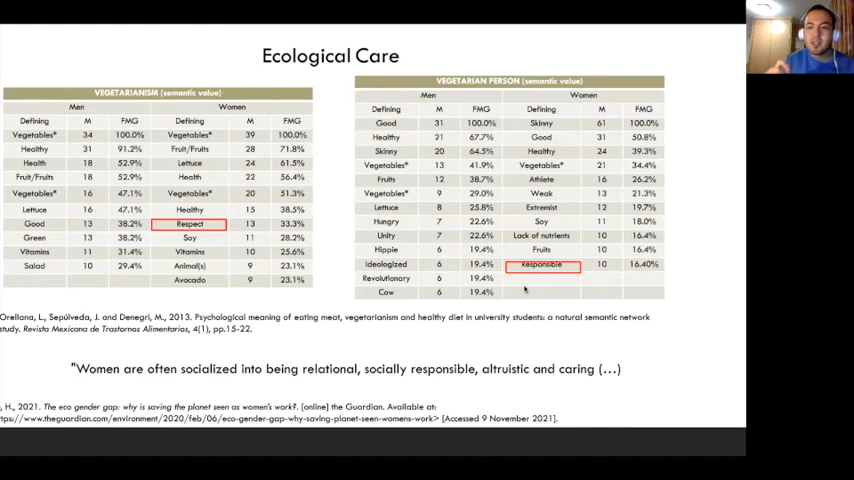 Ecological Care
VEGETARIANISM (semantic value)
Men Women
Defining M FMG Defining M FMG
Vegetables* 34 100.0% Vegetables* 39 100.0%
Healthy 31 91.2% Fruit/Fruits 28 71.8%
Health 18 52.9% Lettuce 24 61.5%
Fruit/Fruits 18 52.9% Health 22 56.4%
Vegetables* 16 47.1% Vegetables* 20 51.3%
Lettuce 16 47.1% Healthy 15 38.5%
Good 13 38.2% Respect 13 33.3%
Green 13 38.2% Soy 11 28.2%
Vitamins 11 31.4% Vitamins 10 25.6%
Salad 10 29.4% Animal(s) 9 23.1%
Avocado 9 23.1%
VEGETARIAN PERSON (semantic value)
Men Women
Defining M FMG Defining M FMG
Good 31 100.0% Skinny 61 100.0%
Healthy 21 67.7% Good 31 50.8%
Skinny 20 64.5% Healthy 24 39.3%
Vegetables* 13 41.9% Vegetables* 21 34.4%
Fruits 12 38.7% Athlete 16 26.2%
Vegetables* 9 29.0% Weak 13 21.3%
Lettuce 8 25.8% Extremist 12 19.7%
Hungry 7 22.6% Soy 11 18.0%
Unity 7 22.6% Lack of nutrients 10 16.4%
Hippie 6 19.4% Fruits 10 16.4%
Ideologized 6 19.4% Responsible 10 16.40%
Revolutionary 6 19.4%
Cow 6 19.4%
Orellana, L., Sepúlveda, J. and Denegri, M., 2013. Psychological meaning of eating meat, vegetarianism and healthy diet in university students: a natural semantic network
study. Revista Mexicana de Trastornos Alimentarios, 4(1), pp.15-22.
"Women are often socialized into being relational, socially responsible, altruistic and caring (…)
, H., 2021. The eco gender gap: why is saving the planet seen as women's work?. [online] the Guardian. Available at:
ttps://www.theguardian.com/environment/2020/feb/06/eco-gender-gap-why-saving-planet-seen-womens-work> [Accessed 9 November 2021].